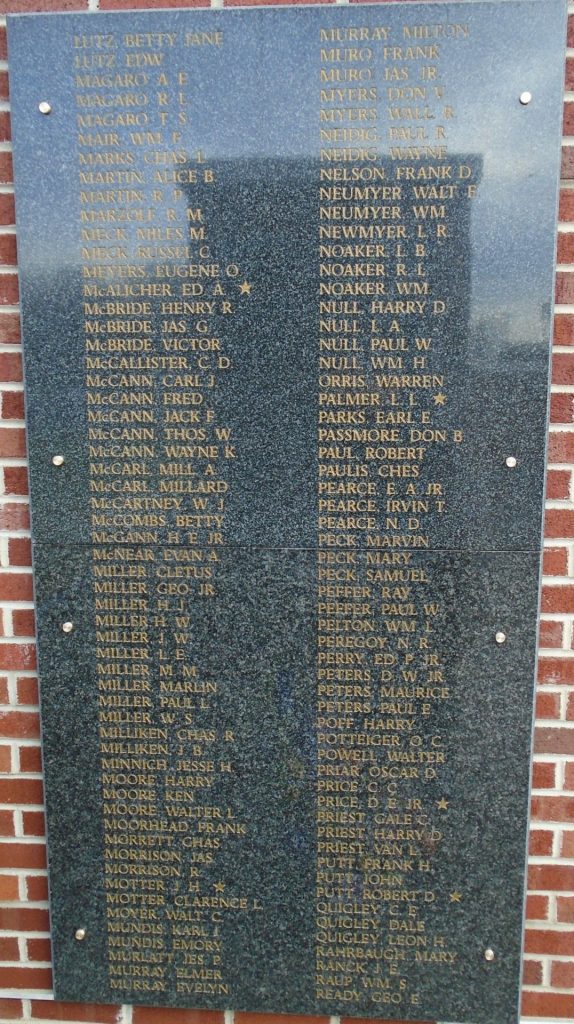 LUTZ, BETTY JANE
LUTZ, EDW.
MAGARO, A. F.
MAGARO, R. L.
MAGARO, T. S.
MAIR, WM. F.
MARKS, CHAS. L.
MARTIN, ALICE B.
MARTIN, R. P.
MARZOLF, R. M.
MECK, MILES M.
MECK, RUSSEL C.
MEYERS, EUGENE O.
McALICHER, ED. A. ★
McBRIDE, HENRY R.
McBRIDE, JAS. G.
McBRIDE, VICTOR
McCALLISTER, C. D.
McCANN, CARL J.
McCANN, FRED.
McCANN, JACK F.
McCANN, THOS. W.
McCANN, WAYNE K.
McCARL, MILL. A.
McCARL, MILLARD
McCARTNEY, W. J.
McCOMBS, BETTY
McGANN, H. E. JR.
McNEAR, EVAN A.
MILLER, CLETUS
MILLER, GEO. JR.
MILLER, H. J.
MILLER H. W.
MILLER, J. W.
MILLER, L. E.
MILLER, M. M.
MILLER, MARLIN
MILLER, PAUL L.
MILLER, W. S.
MILLIKEN, CHAS. R.
MILLIKEN, J. B.
MINNICH, JESSE H.
MOORE, HARRY
MOORE, KEN.
MOORE, WALTER L.
MOORHEAD, FRANK
MORRETT, CHAS.
MORRISON, JAS.
MORRISON, R.
MOTTER, J. H. ★
MOTTER, CLARENCE L.
MOYER, WALT. C.
MUNDIS, KARL J.
MUNDIS, EMORY
MURLATT, JES. P.
MURRAY, ELMER
MURRAY, EVELYN
MURRAY, MILTON
MURO, FRANK
MURO, JAS. JR.
MYERS, DON. V.
MYERS, WALL. R.
NEIDIG, PAUL R.
NEIDIG, WAYNE
NELSON, FRANK D.
NEUMYER, WALT. F.
NEUMYER, WM.
NEWMYER, L. R.
NOAKER, L. B.
NOAKER, R. L.
NOAKER, WM.
NULL, HARRY D.
NULL, L. A.
NULL, PAUL W.
NULL, WM. H.
ORRIS, WARREN
PALMER, L. L. ★
PARKS, EARL E.
PASSMORE, DON. B.
PAUL, ROBERT
PAULIS, CHES.
PEARCE, E. A. JR.
PEARCE, IRVIN T.
PEARCE, N. D.
PECK, MARVIN
PECK, MARY
PECK, SAMUEL
PEFFER, RAY
PEFFER, PAUL W.
PELTON, WM. L.
PEREGOY, N. R.
PERRY, ED. P. JR.
PETERS, D. W. JR.
PETERS, MAURICE
PETERS, PAUL E.
POFF, HARRY
POTTEIGER, O. C.
POWELL, WALTER
PRIAR, OSCAR D.
PRICE, C. C.
PRICE, D. E. JR. ★
PRIEST, GALE C.
PRIEST, HARRY D.
PRIEST, VAN L.
PUTT, FRANK H.
PUTT, JOHN
PUTT, ROBERT D. ★
QUIGLEY, C. E.
QUIGLEY, DALE
QUIGLEY, LEON H.
RAHRBAUGH, MARY
RANCK, J. E.
RAUP, WM. S.
READY, GEO. E.